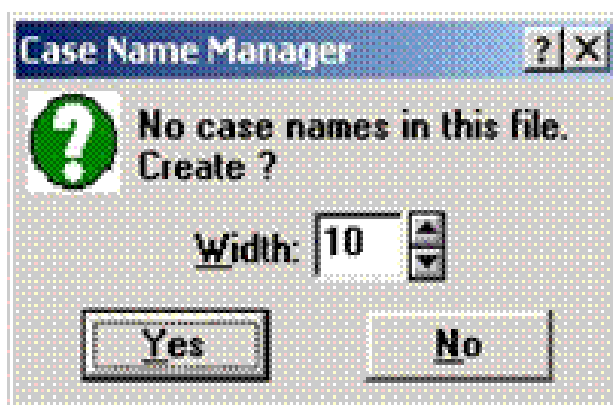 Case Name Manager ? X
? No case names in this file.
Create ?
Width: 10
Yes No